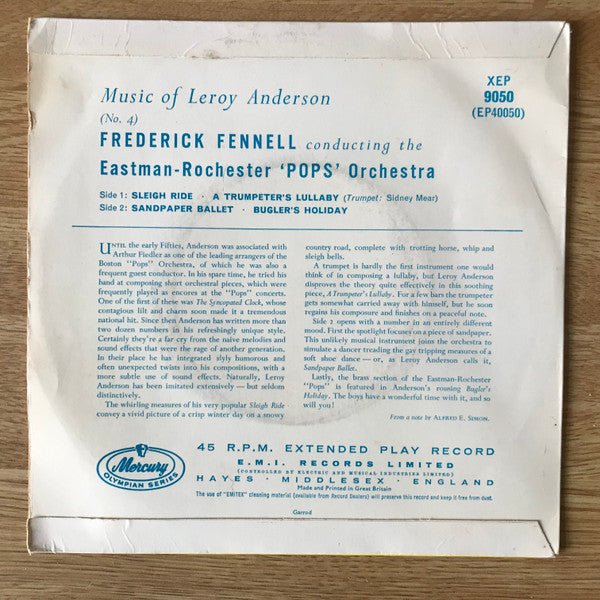 Music of Leroy Anderson
(No. 4)
XEP
9050
(EP40050)
FREDERICK FENNELL conducting the
Eastman-Rochester 'POPS' Orchestra
Side 1: SLEIGH RIDE · A TRUMPETER'S LULLABY (Trumpet: Sidney Mear)
Side 2: SANDPAPER BALLET · BUGLER'S HOLIDAY
UNTIL the early Fifties, Anderson was associated with
Arthur Fiedler as one of the leading arrangers of the
Boston "Pops" Orchestra, of which he was also a
frequent guest conductor. In his spare time, he tried his
hand at composing short orchestral pieces, which were
frequently played as encores at the "Pops" concerts.
One of the first of these was The Syncopated Clock, whose
contagious lilt and charm soon made it a tremendous
national hit. Since then Anderson has written more than
two dozen numbers in his refreshingly unique style.
Certainly they're a far cry from the naïve melodies and
sound effects that were the rage of another generation.
In their place he has integrated slyly humorous and
often unexpected twists into his compositions, with a
more subtle use of sound effects. Naturally, Leroy
Anderson has been imitated extensively — but seldom
distinctively.
The whirling measures of his very popular Sleigh Ride
convey a vivid picture of a crisp winter day on a snowy
country road, complete with trotting horse, whip and
sleigh bells.
A trumpet is hardly the first instrument one would
think of in composing a lullaby, but Leroy Anderson
disproves the theory quite effectively in this soothing
piece, A Trumpeter's Lullaby. For a few bars the trumpet
gets somewhat carried away with himself, but he soon
regains his composure and finishes on a peaceful note.
Side 2 opens with a number in an entirely different
mood. First the spotlight focuses on a piece of sandpaper.
This unlikely musical instrument joins the orchestra to
simulate a dancer treading the gay tripping measures of a
soft shoe dance — or, as Leroy Anderson calls it,
Sandpaper Ballet.
Lastly, the brass section of the Eastman-Rochester
"Pops" is featured in Anderson's rousing Bugler's
Holiday. The boys have a wonderful time with it, and so
will you!
From a note by ALFRED E. SIMON.
Mercury
OLYMPIAN SERIES
45 R.P.M. EXTENDED PLAY RECORD
E.M.I. RECORDS LIMITED
(CONTROLLED BY ELECTRIC AND MUSICAL INDUSTRIES LTD.)
HAYES · MIDDLESEX · ENGLAND
Made and Printed in Great Britain
The use of "EMITEX" cleaning material (available from Record Dealers) will preserve this record and keep it free from dust.
Garrod